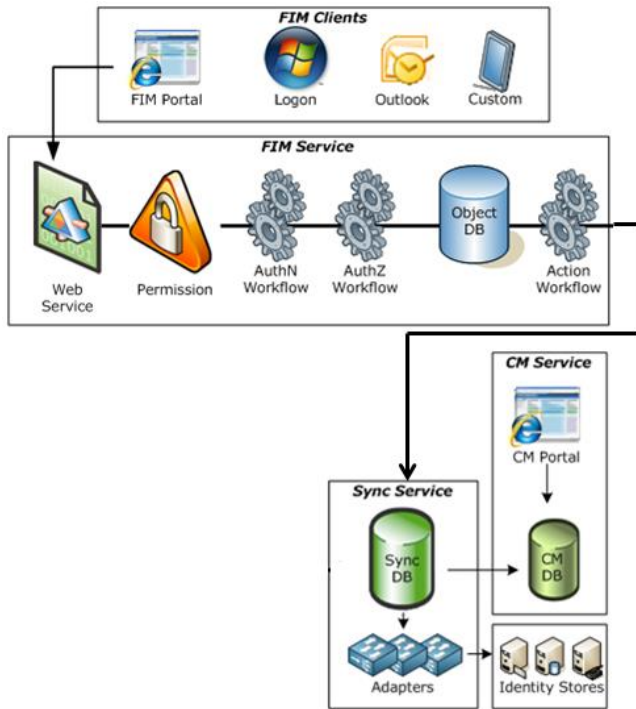 FIM Clients
FIM Portal
Logon
Outlook
Custom
FIM Service
Web
Service
Permission
AuthN
Workflow
AuthZ
Workflow
Object
DB
Action
Workflow
CM Service
CM Portal
CM
DB
Sync Service
Sync
DB
Adapters
Identity Stores